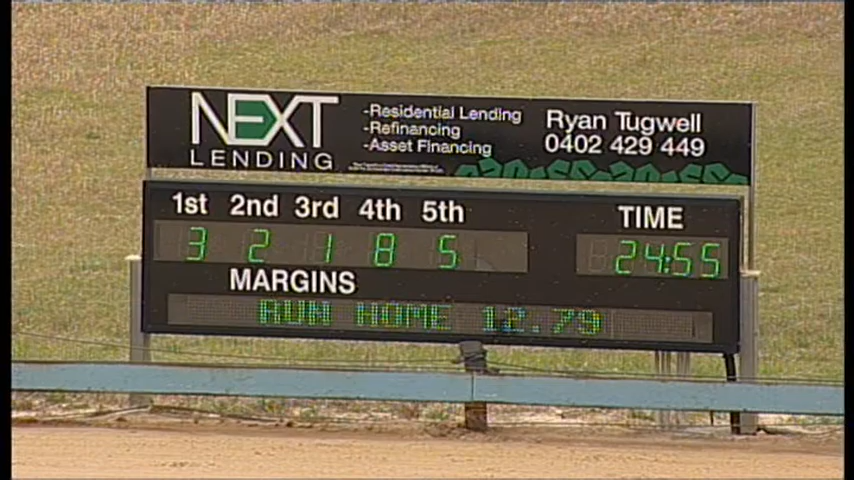 NEXT
LENDING
-Residential Lending
-Refinancing
-Asset Financing
Ryan Tugwell
0402 429 449
1st 2nd 3rd 4th 5th TIME
3 2 1 8 5 24:55
MARGINS
RUN HOME 12.79